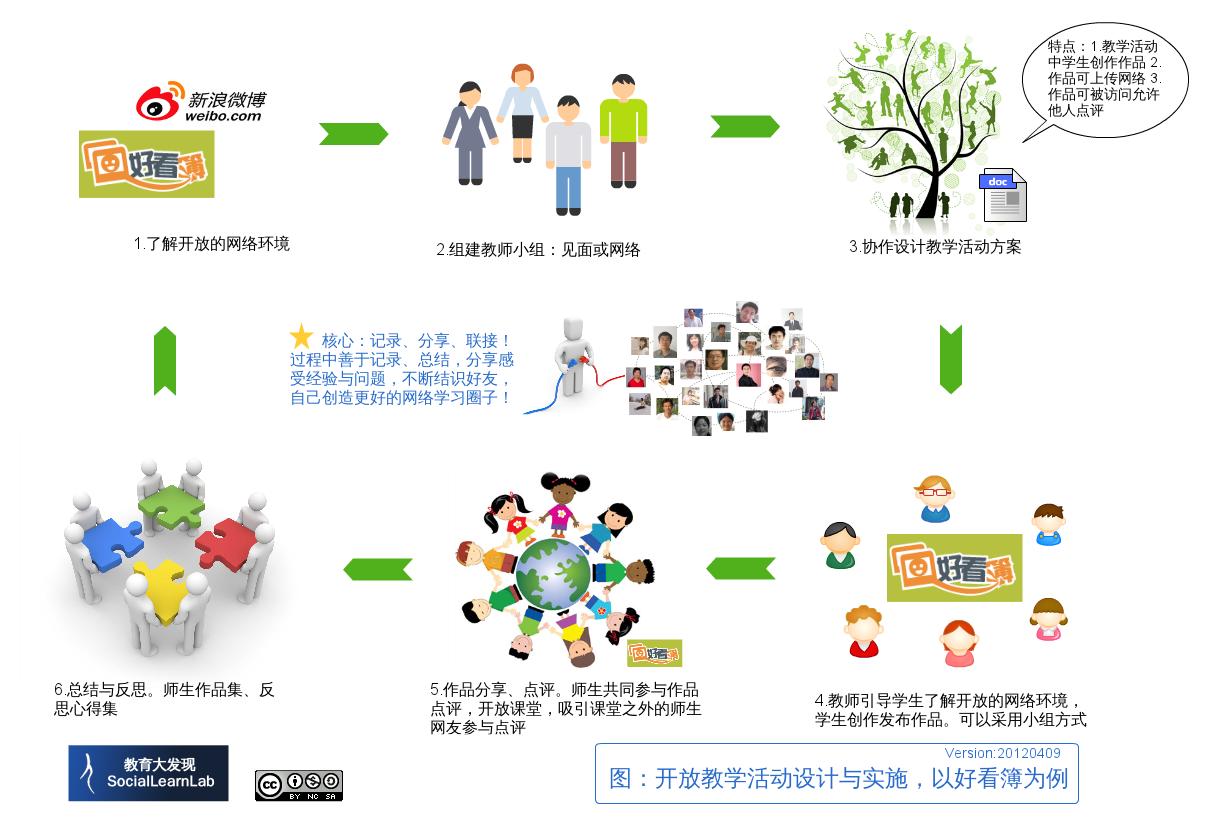 新浪微博
weibo.com
好看簿
1.了解开放的网络环境
2.组建教师小组：见面或网络
特点：1.教学活动
中学生创作作品 2.
作品可上传网络 3.
作品可被访问允许
他人点评
doc
3.协作设计教学活动方案
核心：记录、分享、联接！
过程中善于记录、总结，分享感
受经验与问题，不断结识好友，
自己创造更好的网络学习圈子！
好看簿
4.教师引导学生了解开放的网络环境，
学生创作发布作品。可以采用小组方式
好看簿
5.作品分享、点评。师生共同参与作品
点评，开放课堂，吸引课堂之外的师生
网友参与点评
6.总结与反思。师生作品集、反
思心得集
教育大发现
SocialLearnLab
cc
BY NC SA
Version:20120409
图：开放教学活动设计与实施，以好看簿为例